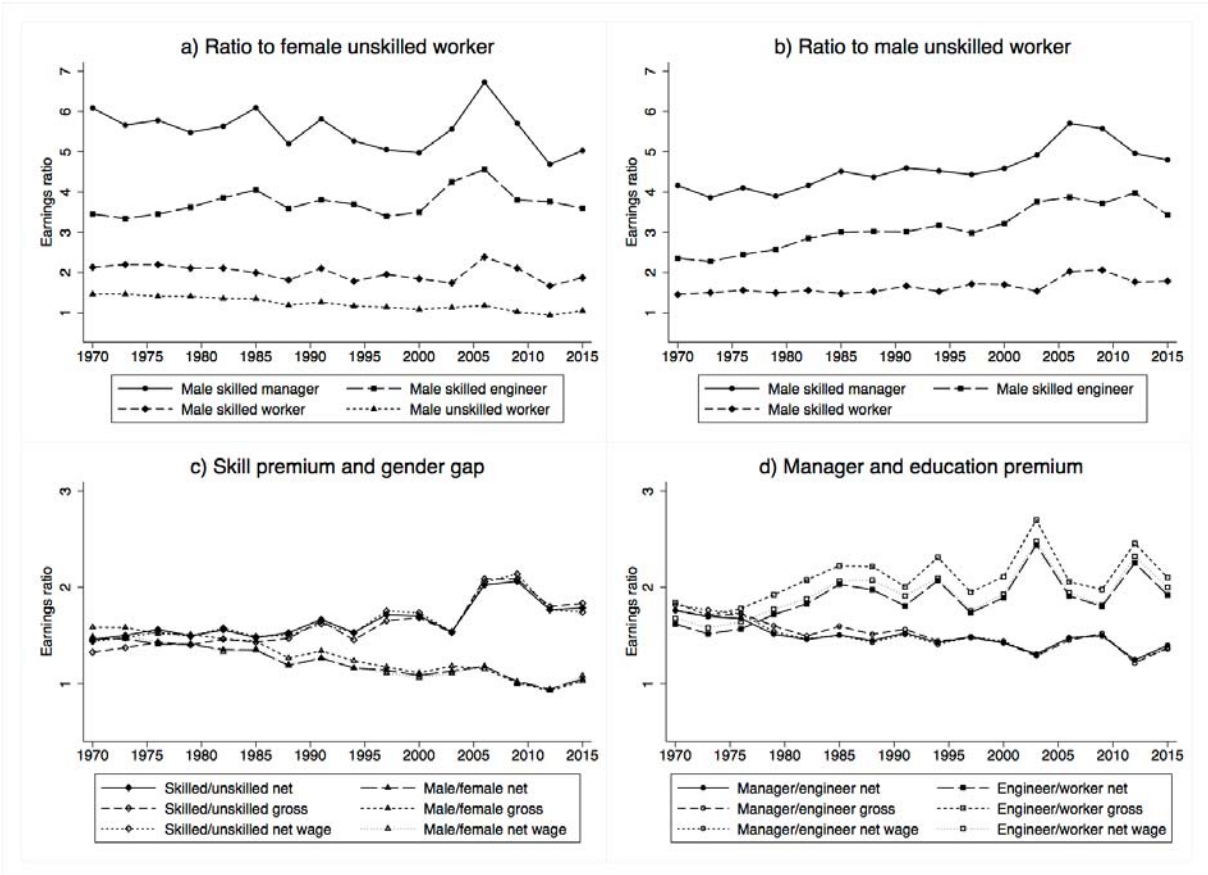 a) Ratio to female unskilled worker
Earnings ratio
7
6
5
4
3
2
1
1970 1975 1980 1985 1990 1995 2000 2005 2010 2015
Male skilled manager Male skilled engineer
Male skilled worker Male unskilled worker
b) Ratio to male unskilled worker
Earnings ratio
7
6
5
4
3
2
1
1970 1975 1980 1985 1990 1995 2000 2005 2010 2015
Male skilled manager Male skilled engineer
Male skilled worker
c) Skill premium and gender gap
Earnings ratio
3
2
1
1970 1975 1980 1985 1990 1995 2000 2005 2010 2015
Skilled/unskilled net Male/female net
Skilled/unskilled gross Male/female gross
Skilled/unskilled net wage Male/female net wage
d) Manager and education premium
Earnings ratio
3
2
1
1970 1975 1980 1985 1990 1995 2000 2005 2010 2015
Manager/engineer net Engineer/worker net
Manager/engineer gross Engineer/worker gross
Manager/engineer net wage Engineer/worker net wage